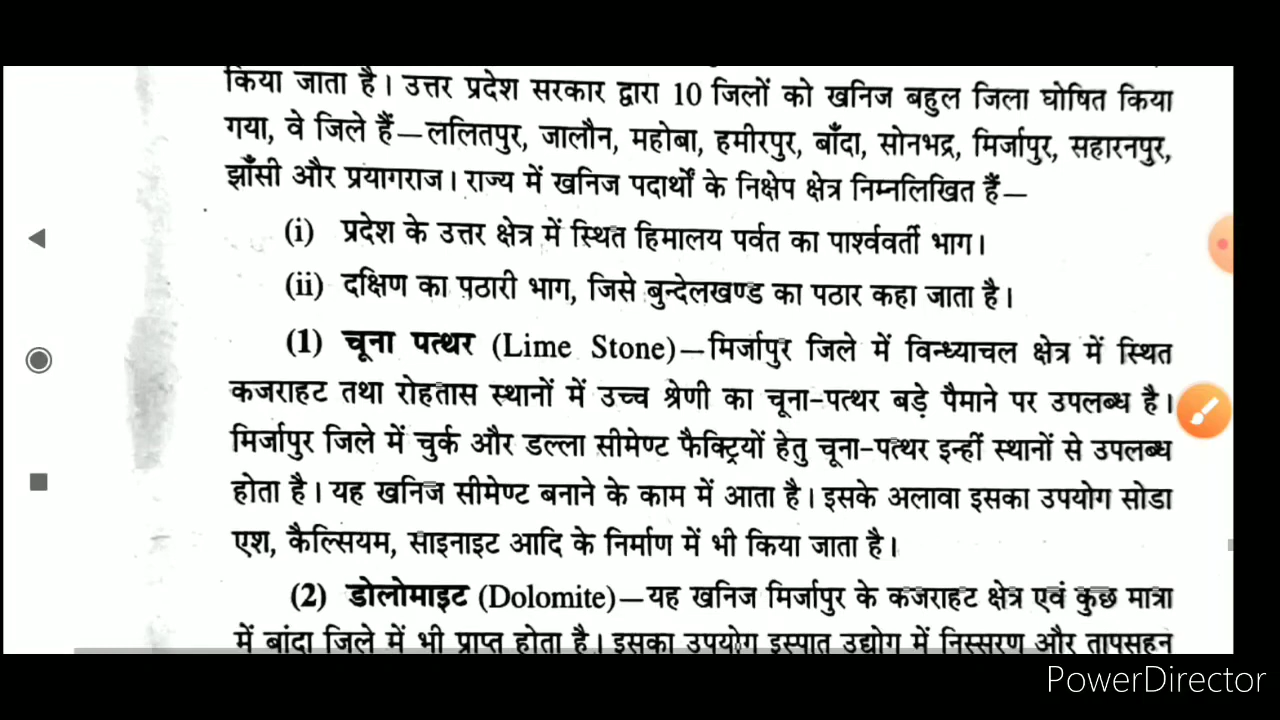 किया जाता है। उत्तर प्रदेश सरकार द्वारा 10 जिलों को खनिज बहुल जिला घोषित किया
गया, वे जिले हैं—ललितपुर, जालौन, महोबा, हमीरपुर, बाँदा, सोनभद्र, मिर्जापुर, सहारनपुर,
झाँसी और प्रयागराज। राज्य में खनिज पदार्थों के निक्षेप क्षेत्र निम्नलिखित हैं—
(i) प्रदेश के उत्तर क्षेत्र में स्थित हिमालय पर्वत का पार्श्ववर्ती भाग।
(ii) दक्षिण का पठारी भाग, जिसे बुन्देलखण्ड का पठार कहा जाता है।
(1) चूना पत्थर (Lime Stone)—मिर्जापुर जिले में विन्ध्याचल क्षेत्र में स्थित
कजराहट तथा रोहतास स्थानों में उच्च श्रेणी का चूना-पत्थर बड़े पैमाने पर उपलब्ध है।
मिर्जापुर जिले में चुर्क और डल्ला सीमेण्ट फैक्ट्रियों हेतु चूना-पत्थर इन्हीं स्थानों से उपलब्ध
होता है। यह खनिज सीमेण्ट बनाने के काम में आता है। इसके अलावा इसका उपयोग सोडा
एश, कैल्सियम, साइनाइट आदि के निर्माण में भी किया जाता है।
(2) डोलोमाइट (Dolomite)—यह खनिज मिर्जापुर के कजराहट क्षेत्र एवं कुछ मात्रा
में बांदा जिले में भी प्राप्त होता है। इसका उपयोग इस्पात उद्योग में निस्सरण और तापसहन
PowerDirector